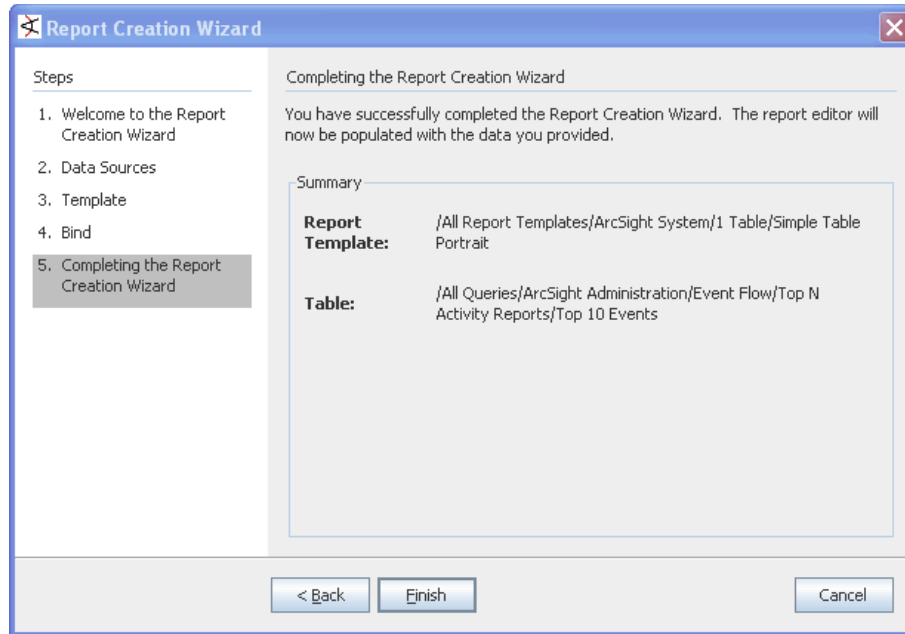 Report Creation Wizard
Steps
1. Welcome to the Report
Creation Wizard
2. Data Sources
3. Template
4. Bind
5. Completing the Report
Creation Wizard
Completing the Report Creation Wizard
You have successfully completed the Report Creation Wizard. The report editor will
now be populated with the data you provided.
Summary
Report
Template:
/All Report Templates/ArcSight System/1 Table/Simple Table
Portrait
Table:
/All Queries/ArcSight Administration/Event Flow/Top N
Activity Reports/Top 10 Events
< Back
Finish
Cancel